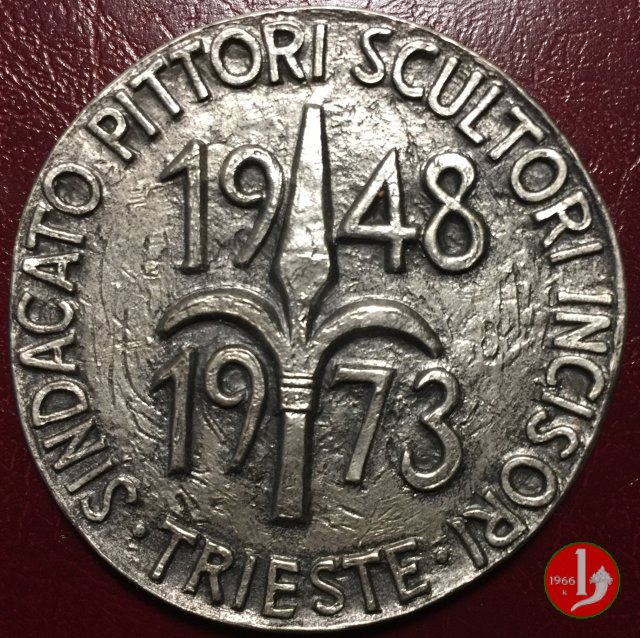 SINDACATO PITTORI SCULTORI INCISORI
· TRIESTE ·
1948
1973
1966
k